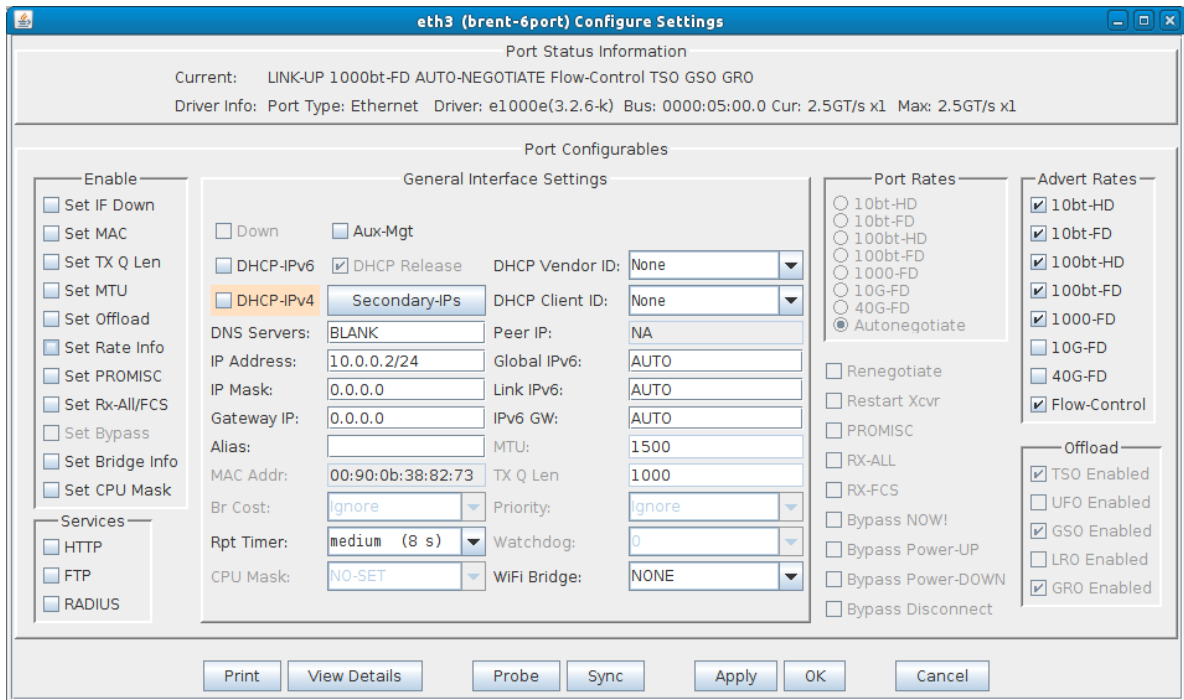 eth3 (brent-6port) Configure Settings
Port Status Information
Current: LINK-UP 1000bt-FD AUTO-NEGOTIATE Flow-Control TSO GSO GRO
Driver Info: Port Type: Ethernet Driver: e1000e(3.2.6-k) Bus: 0000:05:00.0 Cur: 2.5GT/s x1 Max: 2.5GT/s x1
Port Configurables
Enable
Set IF Down
Set MAC
Set TX Q Len
Set MTU
Set Offload
Set Rate Info
Set PROMISC
Set Rx-All/FCS
Set Bypass
Set Bridge Info
Set CPU Mask
Services
HTTP
FTP
RADIUS
General Interface Settings
Down Aux-Mgt
DHCP-IPv6 DHCP Release DHCP Vendor ID: None
DHCP-IPv4 Secondary-IPs DHCP Client ID: None
DNS Servers: BLANK Peer IP: NA
IP Address: 10.0.0.2/24 Global IPv6: AUTO
IP Mask: 0.0.0.0 Link IPv6: AUTO
Gateway IP: 0.0.0.0 IPv6 GW: AUTO
Alias: MTU: 1500
MAC Addr: 00:90:0b:38:82:73 TX Q Len 1000
Br Cost: Ignore Priority: Ignore
Rpt Timer: medium (8 s) Watchdog: 0
CPU Mask: NO-SET WiFi Bridge: NONE
Port Rates
10bt-HD
10bt-FD
100bt-HD
100bt-FD
1000-FD
10G-FD
40G-FD
Autonegotiate
Renegotiate
Restart Xcvr
PROMISC
RX-ALL
RX-FCS
Bypass NOW!
Bypass Power-UP
Bypass Power-DOWN
Bypass Disconnect
Advert Rates
10bt-HD
10bt-FD
100bt-HD
100bt-FD
1000-FD
10G-FD
40G-FD
Flow-Control
Offload
TSO Enabled
UFO Enabled
GSO Enabled
LRO Enabled
GRO Enabled
Print View Details Probe Sync Apply OK Cancel